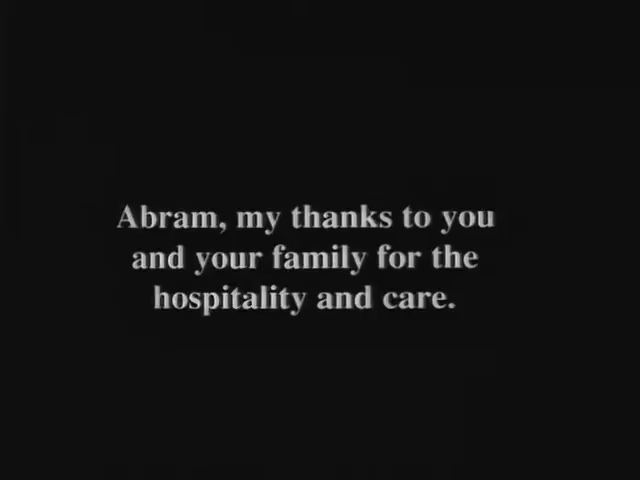 Abram, my thanks to you
and your family for the
hospitality and care.